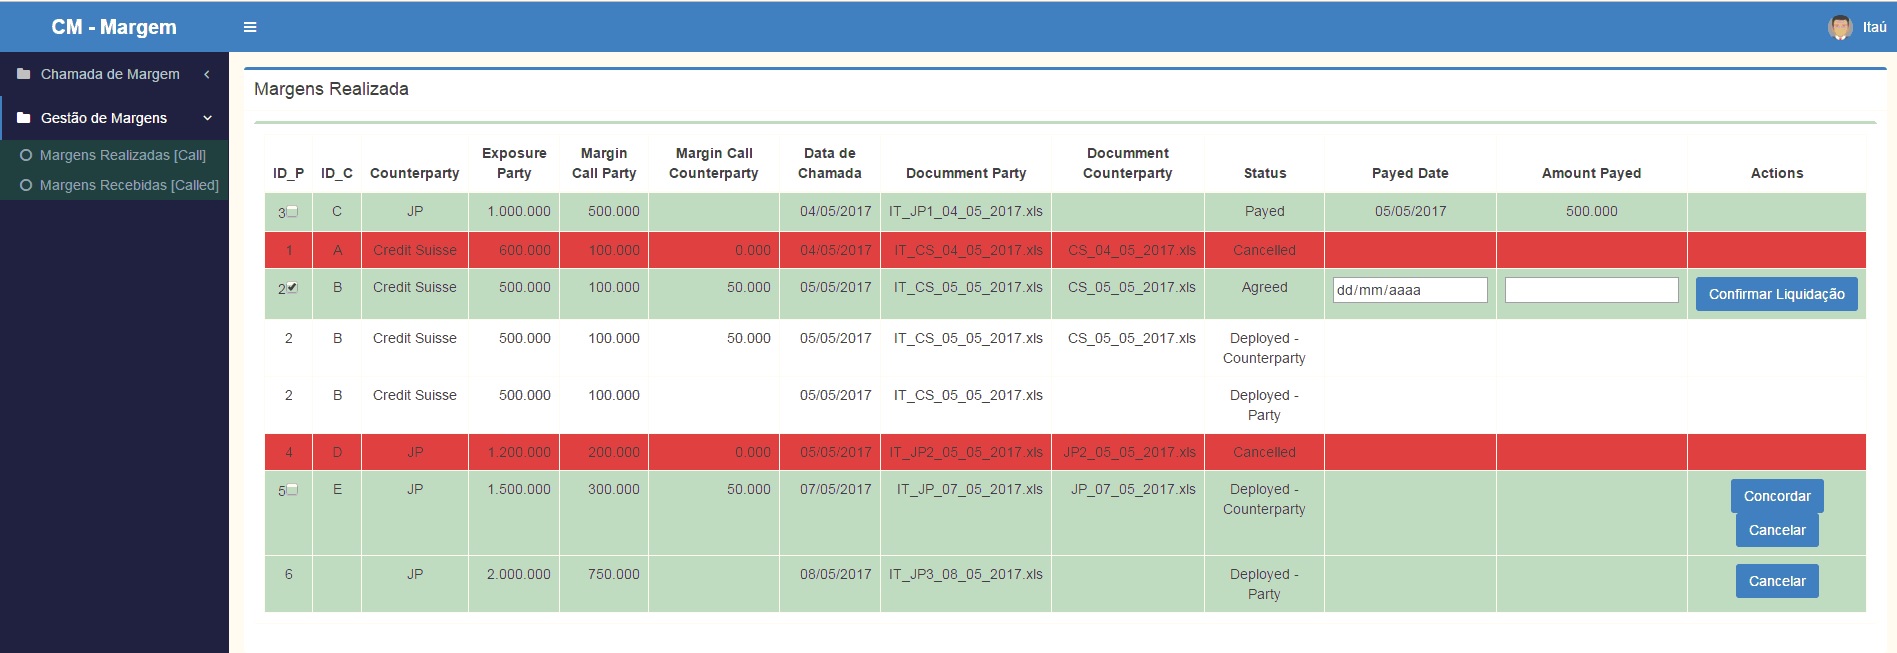 CM - Margem
Itaú
Chamada de Margem
Gestão de Margens
Margens Realizadas [Call]
Margens Recebidas [Called]
Margens Realizada
ID_P ID_C Counterparty Exposure Party Margin Call Party Margin Call Counterparty Data de Chamada Documment Party Documment Counterparty Status Payed Date Amount Payed Actions
3 C JP 1.000.000 500.000 04/05/2017 IT_JP1_04_05_2017.xls Payed 05/05/2017 500.000
1 A Credit Suisse 600.000 100.000 0.000 04/05/2017 IT_CS_04_05_2017.xls CS_04_05_2017.xls Cancelled
2 B Credit Suisse 500.000 100.000 50.000 05/05/2017 IT_CS_05_05_2017.xls CS_05_05_2017.xls Agreed dd/mm/aaaa Confirmar Liquidação
2 B Credit Suisse 500.000 100.000 50.000 05/05/2017 IT_CS_05_05_2017.xls CS_05_05_2017.xls Deployed - Counterparty
2 B Credit Suisse 500.000 100.000 05/05/2017 IT_CS_05_05_2017.xls Deployed - Party
4 D JP 1.200.000 200.000 0.000 05/05/2017 IT_JP2_05_05_2017.xls JP2_05_05_2017.xls Cancelled
5 E JP 1.500.000 300.000 50.000 07/05/2017 IT_JP_07_05_2017.xls JP_07_05_2017.xls Deployed - Counterparty Concordar
Cancelar
6 JP 2.000.000 750.000 08/05/2017 IT_JP3_08_05_2017.xls Deployed - Party Cancelar